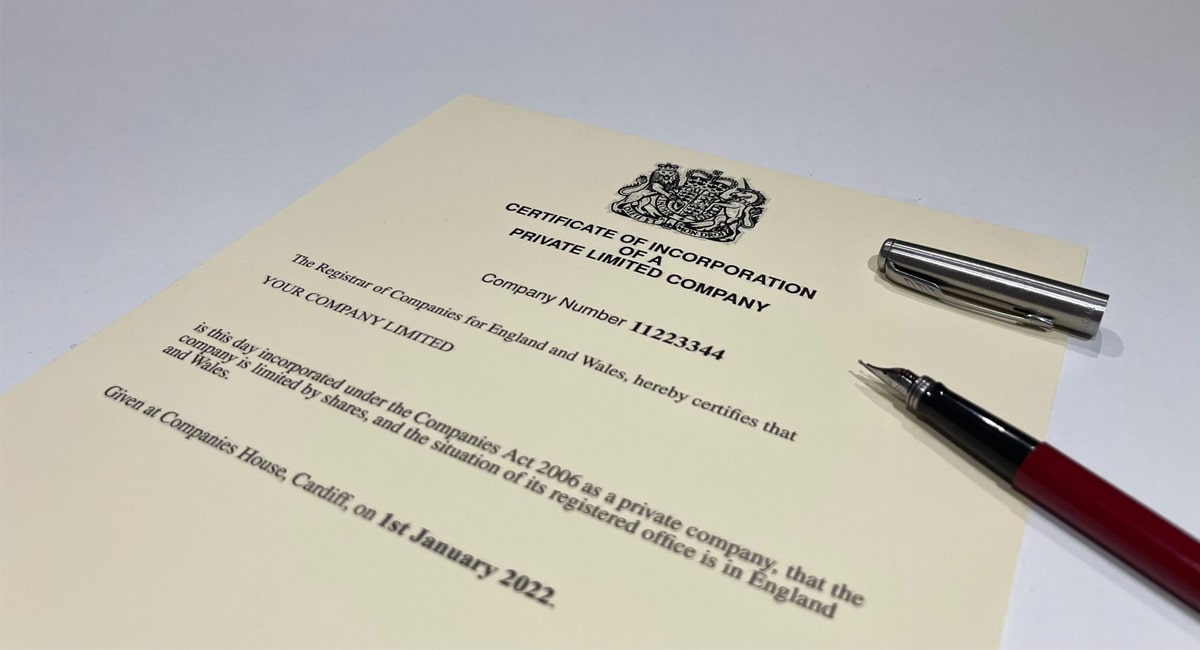 CERTIFICATE OF INCORPORATION
OF A
PRIVATE LIMITED COMPANY
Company Number 11223344
The Registrar of Companies for England and Wales, hereby certifies that
YOUR COMPANY LIMITED
is this day incorporated under the Companies Act 2006 as a private company, that the
company is limited by shares, and the situation of its registered office is in England
and Wales.
Given at Companies House, Cardiff, on 1st January 2022.